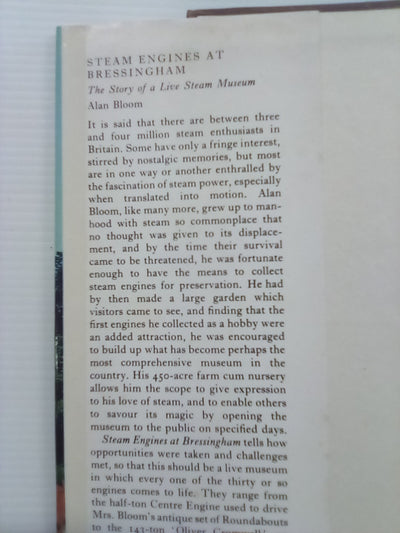 STEAM ENGINES AT
BRESSINGHAM
The Story of a Live Steam Museum
Alan Bloom
It is said that there are between three
and four million steam enthusiasts in
Britain. Some have only a fringe interest,
stirred by nostalgic memories, but most
are in one way or another enthralled by
the fascination of steam power, especially
when translated into motion. Alan
Bloom, like many more, grew up to man-
hood with steam so commonplace that
no thought was given to its displace-
ment, and by the time their survival
came to be threatened, he was fortunate
enough to have the means to collect
steam engines for preservation. He had
by then made a large garden which
visitors came to see, and finding that the
first engines he collected as a hobby were
an added attraction, he was encouraged
to build up what has become perhaps the
most comprehensive museum in the
country. His 450-acre farm cum nursery
allows him the scope to give expression
to his love of steam, and to enable others
to savour its magic by opening the
museum to the public on specified days.
Steam Engines at Bressingham tells how
opportunities were taken and challenges
met, so that this should be a live museum
in which every one of the thirty or so
engines comes to life. They range from
the half-ton Centre Engine used to drive
Mrs. Bloom's antique set of Roundabouts
to the 143-ton 'Oliver Cromwell'